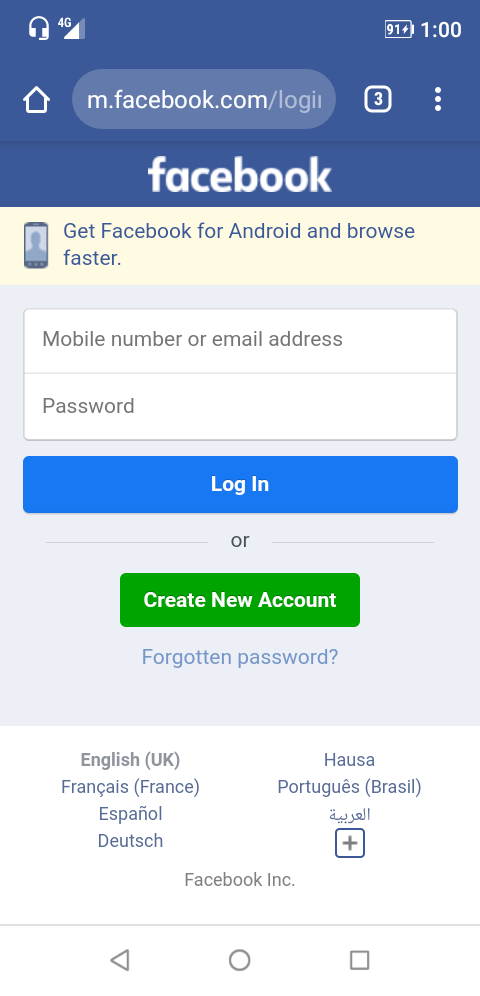 4G 91 1:00
m.facebook.com/logi 3
facebook
Get Facebook for Android and browse
faster.
Mobile number or email address
Password
Log In
or
Create New Account
Forgotten password?
English (UK) Hausa
Français (France) Português (Brasil)
Español العربية
Deutsch
Facebook Inc.